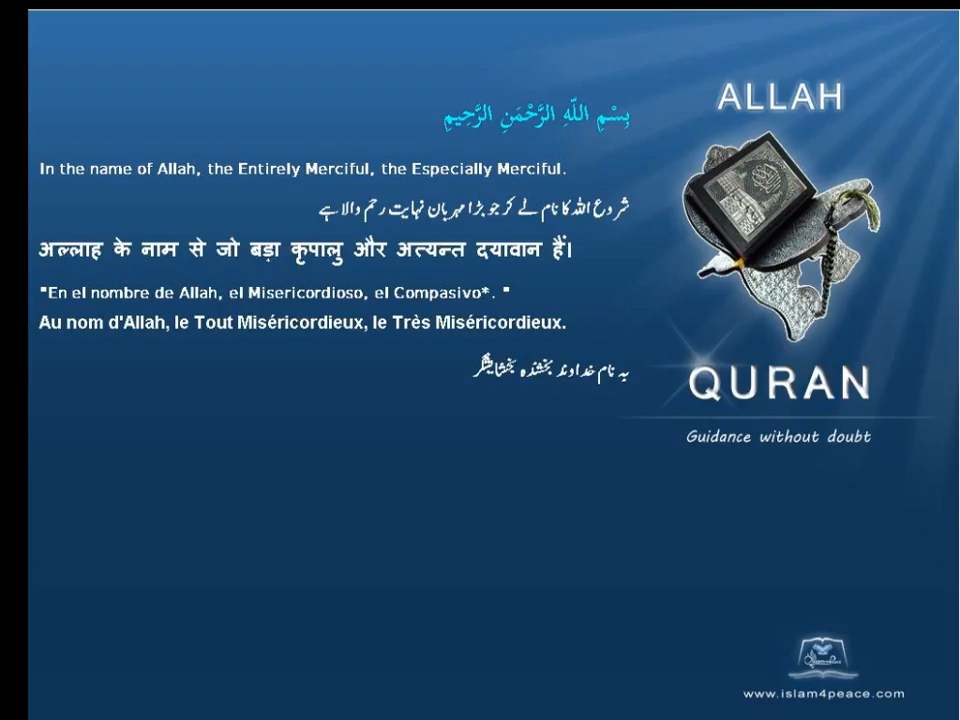 بِسْمِ اللَّهِ الرَّحْمَنِ الرَّحِيمِ
In the name of Allah, the Entirely Merciful, the Especially Merciful.
شروع الله کا نام لے کر جو بڑا مہربان نہایت رحم والا ہے
अल्लाह के नाम से जो बड़ा कृपालु और अत्यन्त दयावान हैं।
"En el nombre de Allah, el Misericordioso, el Compasivo*. "
Au nom d'Allah, le Tout Miséricordieux, le Très Miséricordieux.
به نام خداوند بخشنده بخشایشگر
ALLAH
QURAN
Guidance without doubt
www.islam4peace.com